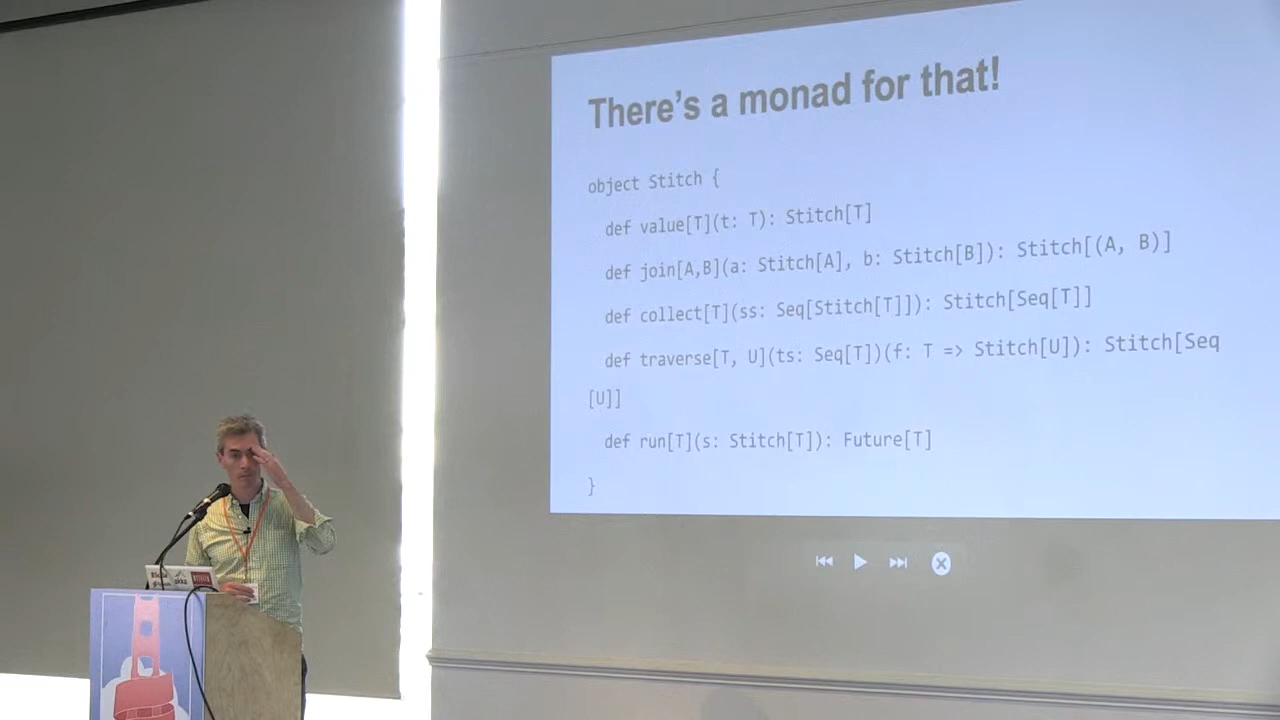 There's a monad for that!
object Stitch {
def value[T](t: T): Stitch[T]
def join[A,B](a: Stitch[A], b: Stitch[B]): Stitch[(A, B)]
def collect[T](ss: Seq[Stitch[T]]): Stitch[Seq[T]]
def traverse[T, U](ts: Seq[T])(f: T => Stitch[U]): Stitch[Seq
[U]]
def run[T](s: Stitch[T]): Future[T]
}